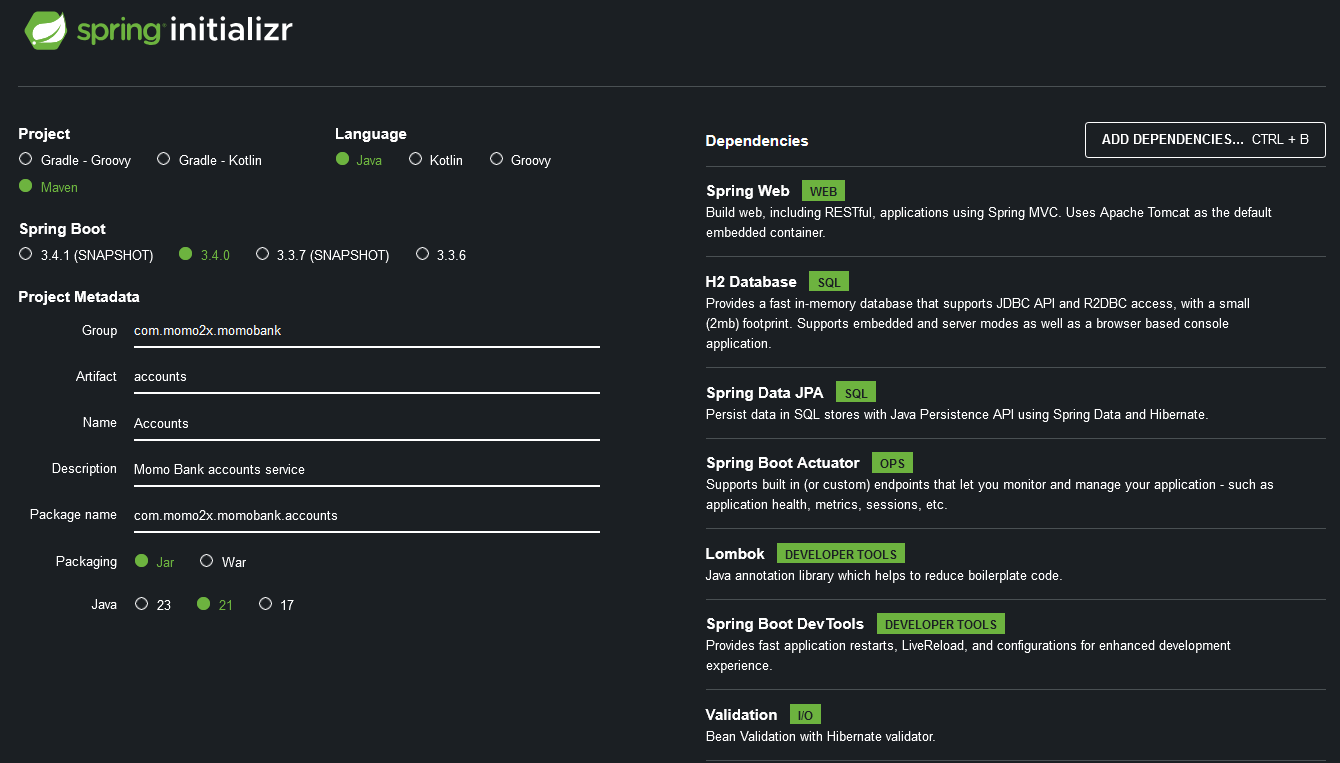 spring initializr
Project
Gradle - Groovy Gradle - Kotlin
Maven
Language
Java Kotlin Groovy
Spring Boot
3.4.1 (SNAPSHOT) 3.4.0 3.3.7 (SNAPSHOT) 3.3.6
Project Metadata
Group com.momo2x.momobank
Artifact accounts
Name Accounts
Description Momo Bank accounts service
Package name com.momo2x.momobank.accounts
Packaging Jar War
Java 23 21 17
Dependencies
ADD DEPENDENCIES... CTRL + B
Spring Web WEB
Build web, including RESTful, applications using Spring MVC. Uses Apache Tomcat as the default
embedded container.
H2 Database SQL
Provides a fast in-memory database that supports JDBC API and R2DBC access, with a small
(2mb) footprint. Supports embedded and server modes as well as a browser based console
application.
Spring Data JPA SQL
Persist data in SQL stores with Java Persistence API using Spring Data and Hibernate.
Spring Boot Actuator OPS
Supports built in (or custom) endpoints that let you monitor and manage your application - such as
application health, metrics, sessions, etc.
Lombok DEVELOPER TOOLS
Java annotation library which helps to reduce boilerplate code.
Spring Boot DevTools DEVELOPER TOOLS
Provides fast application restarts, LiveReload, and configurations for enhanced development
experience.
Validation I/O
Bean Validation with Hibernate validator.